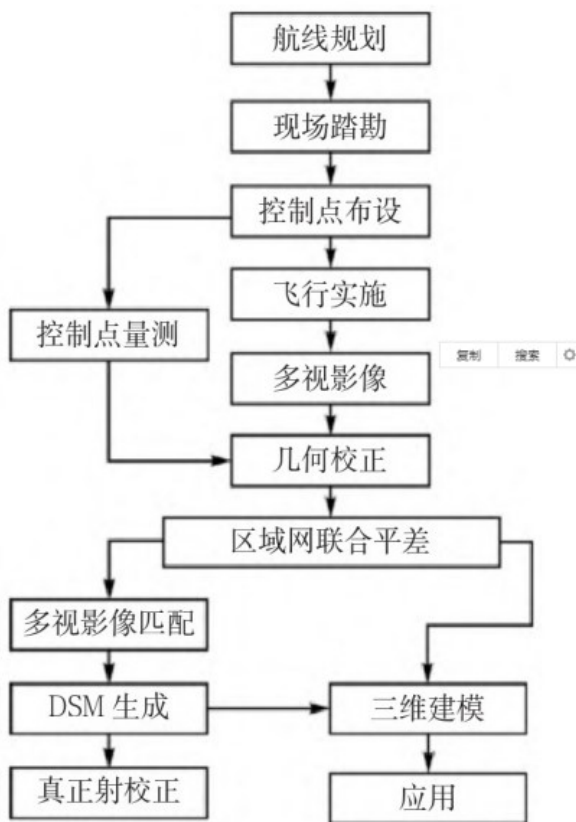 航线规划
现场踏勘
控制点布设
飞行实施
控制点量测
复制 搜索
多视影像
几何校正
区域网联合平差
多视影像匹配
DSM 生成
三维建模
真正射校正
应用